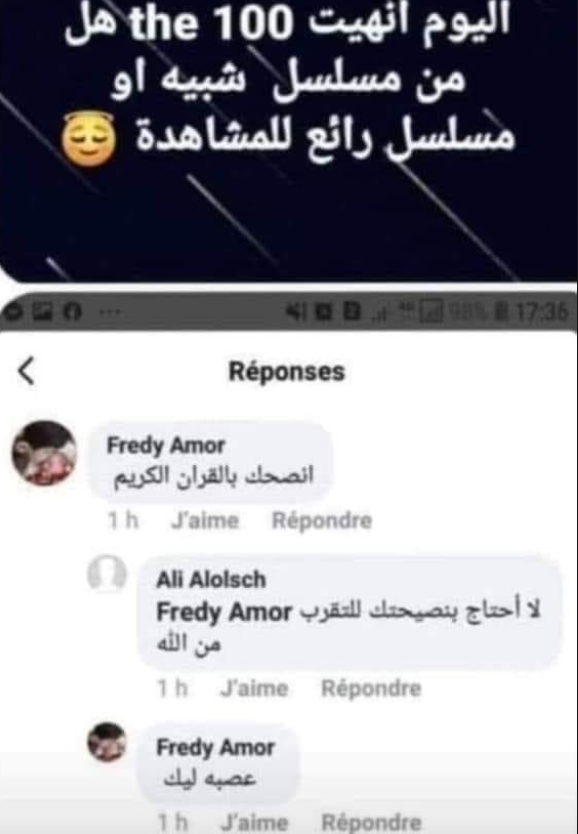 اليوم انهيت the 100 هل
من مسلسل شبيه او
مسلسل رائع للمشاهدة 😇
98% 17:36
Réponses
Fredy Amor
انصحك بالقران الكريم
1 h J'aime Répondre
Ali Alolsch
Fredy Amor لا أحتاج بنصيحتك للتقرب
من الله
1 h J'aime Répondre
Fredy Amor
عصبه ليك
1 h J'aime Répondre